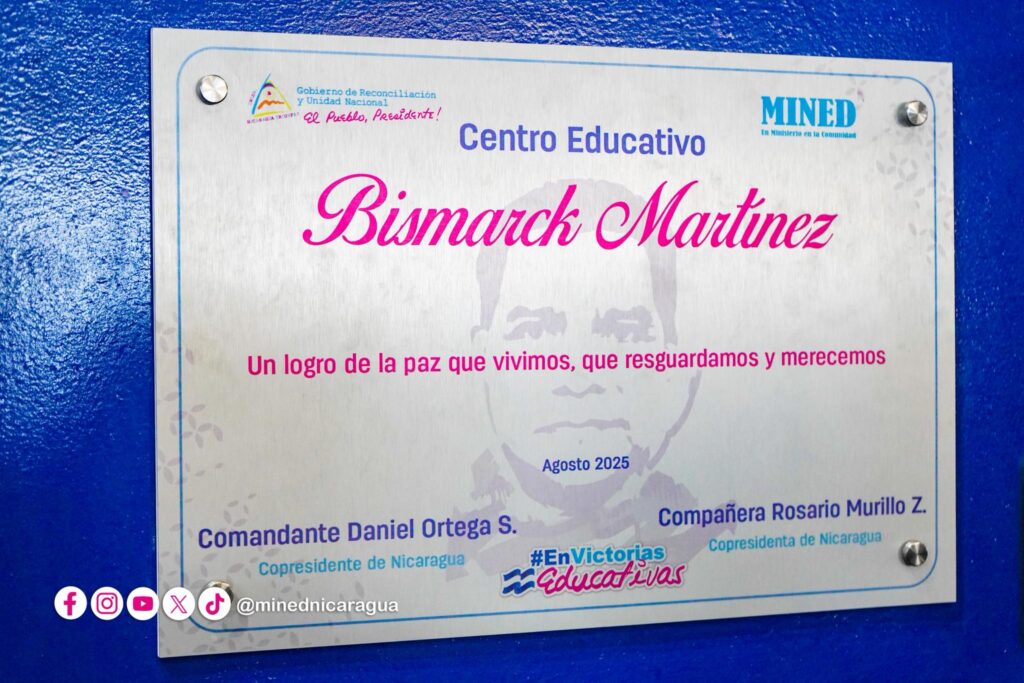 Gobierno de Reconciliación
y Unidad Nacional
El Pueblo, Presidente!
MINED
Un Ministerio en la Comunidad
Centro Educativo
Bismarck Martínez
Un logro de la paz que vivimos, que resguardamos y merecemos
Agosto 2025
Comandante Daniel Ortega S.
Copresidente de Nicaragua
Compañera Rosario Murillo Z.
Copresidenta de Nicaragua
#EnVictorias
Educativas
@minednicaragua